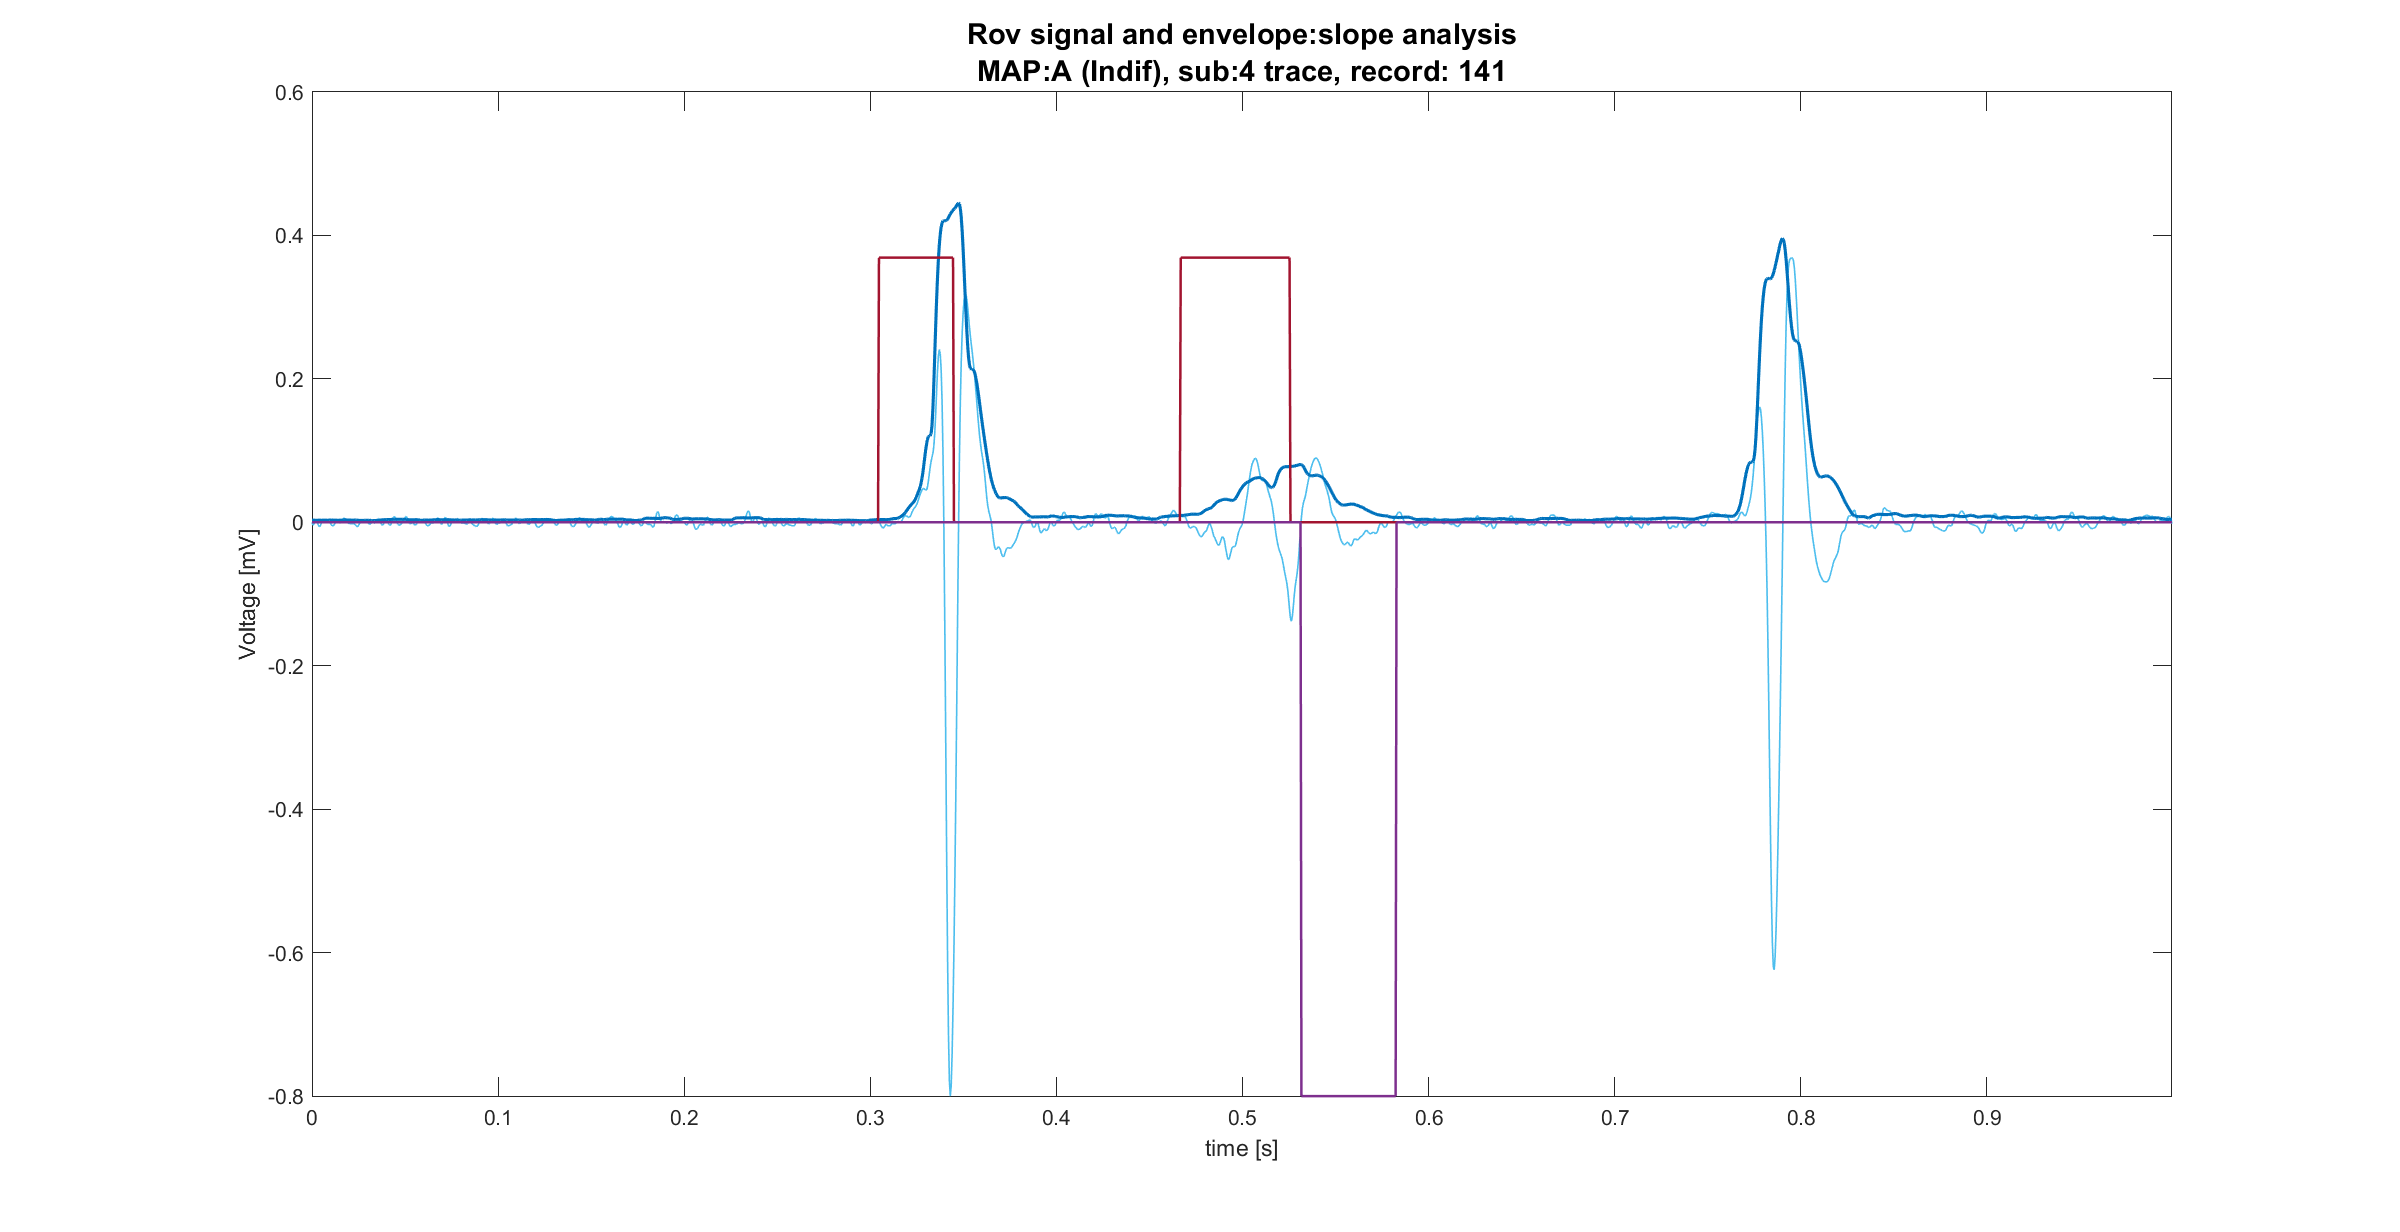 Rov signal and envelope:slope analysis
MAP:A (Indif), sub:4 trace, record: 141
0.6
0.4
0.2
0
-0.2
-0.4
-0.6
-0.8
Voltage [mV]
0 0.1 0.2 0.3 0.4 0.5 0.6 0.7 0.8 0.9
time [s]